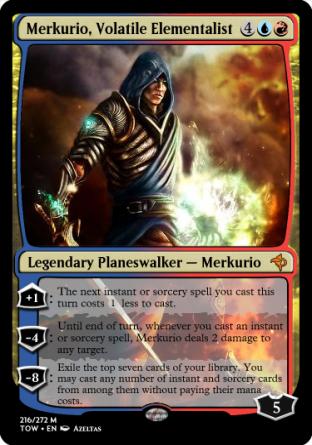 Merkurio, Volatile Elementalist 4
Legendary Planeswalker — Merkurio
+1: The next instant or sorcery spell you cast this
turn costs 1 less to cast.
-4: Until end of turn, whenever you cast an instant
or sorcery spell, Merkurio deals 2 damage to
any target.
-8: Exile the top seven cards of your library. You
may cast any number of instant and sorcery cards
from among them without paying their mana
costs.
5
216/272 M
TOW • EN Azeltas